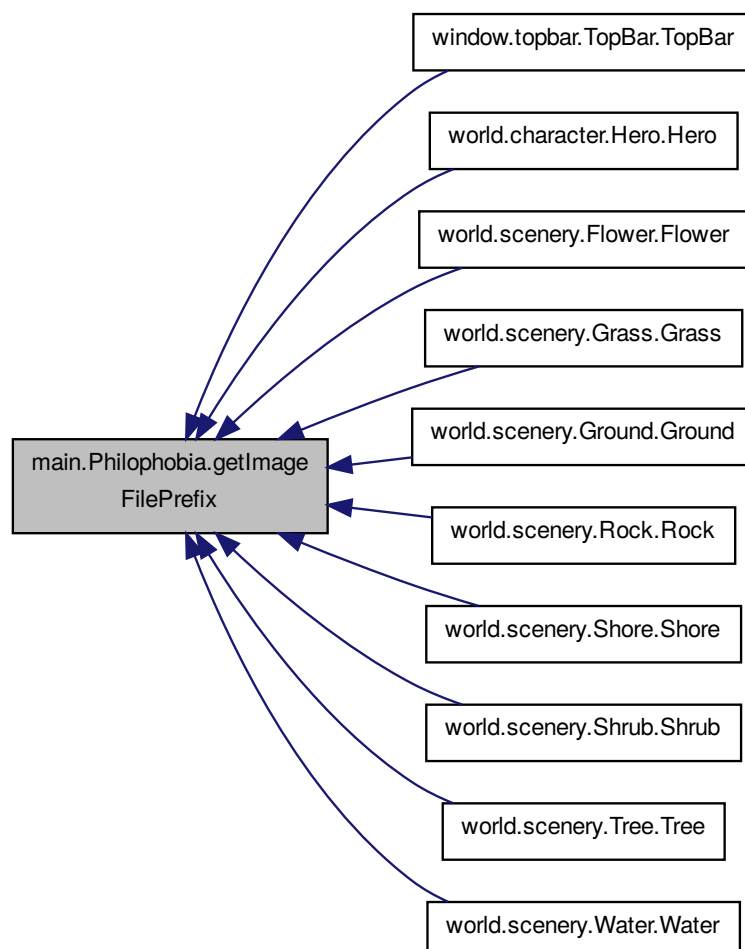 window.topbar.TopBar.TopBar
world.character.Hero.Hero
world.scenery.Flower.Flower
world.scenery.Grass.Grass
world.scenery.Ground.Ground
main.Philophobia.getImage
FilePrefix
world.scenery.Rock.Rock
world.scenery.Shore.Shore
world.scenery.Shrub.Shrub
world.scenery.Tree.Tree
world.scenery.Water.Water